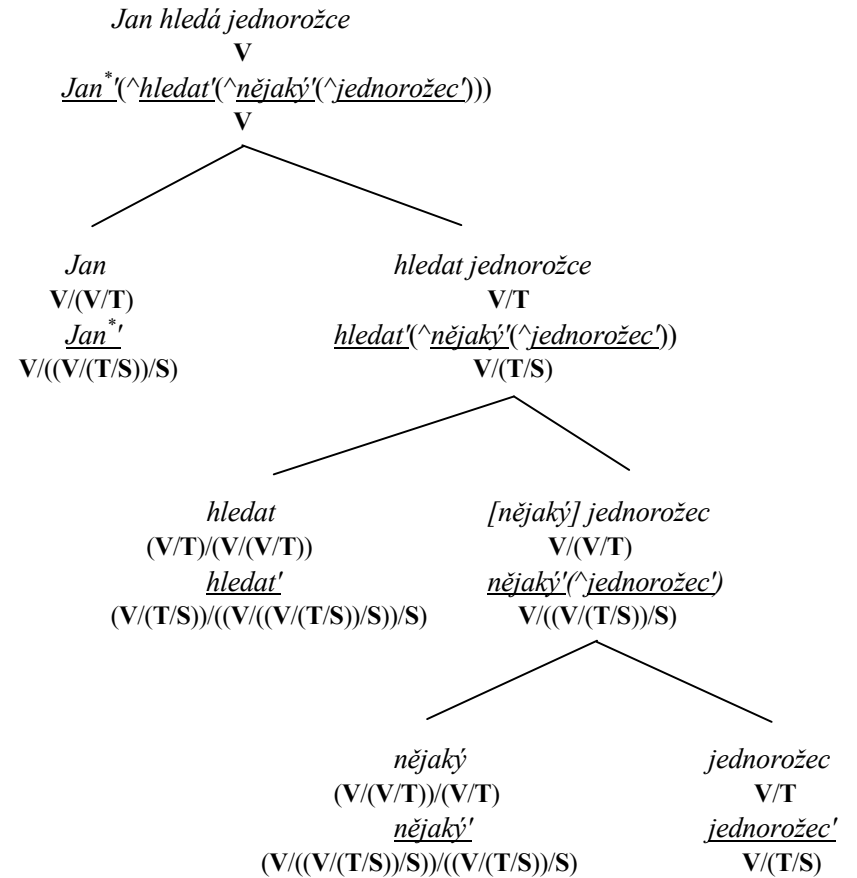 Jan hledá jednorožce
V
Jan*'(^hledat'(^nějaký'(^jednorožec')))
V
Jan hledat jednorožce
V/(V/T) V/T
Jan*' hledat'(^nějaký'(^jednorožec'))
V/((V/(T/S))/S) V/(T/S)
hledat [nějaký] jednorožec
(V/T)/(V/(V/T)) V/(V/T)
hledat' nějaký'(^jednorožec')
(V/(T/S))/((V/((V/(T/S))/S))/S) V/((V/(T/S))/S)
nějaký jednorožec
(V/(V/T))/(V/T) V/T
nějaký' jednorožec'
(V/((V/(T/S))/S))/((V/(T/S))/S) V/(T/S)